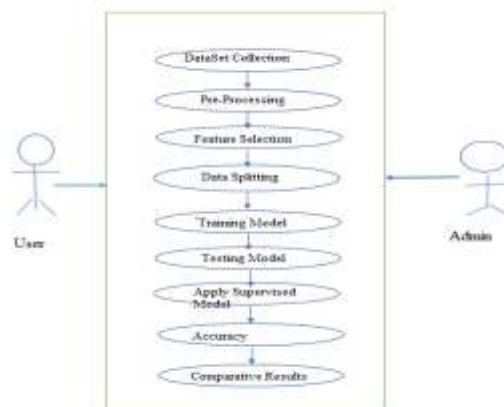 DataSet Collection
Pre-Processing
Feature Selection
Data Splitting
Training Model
Testing Model
Apply Supervised
Model
Accuracy
Comparative Results
User
Admin